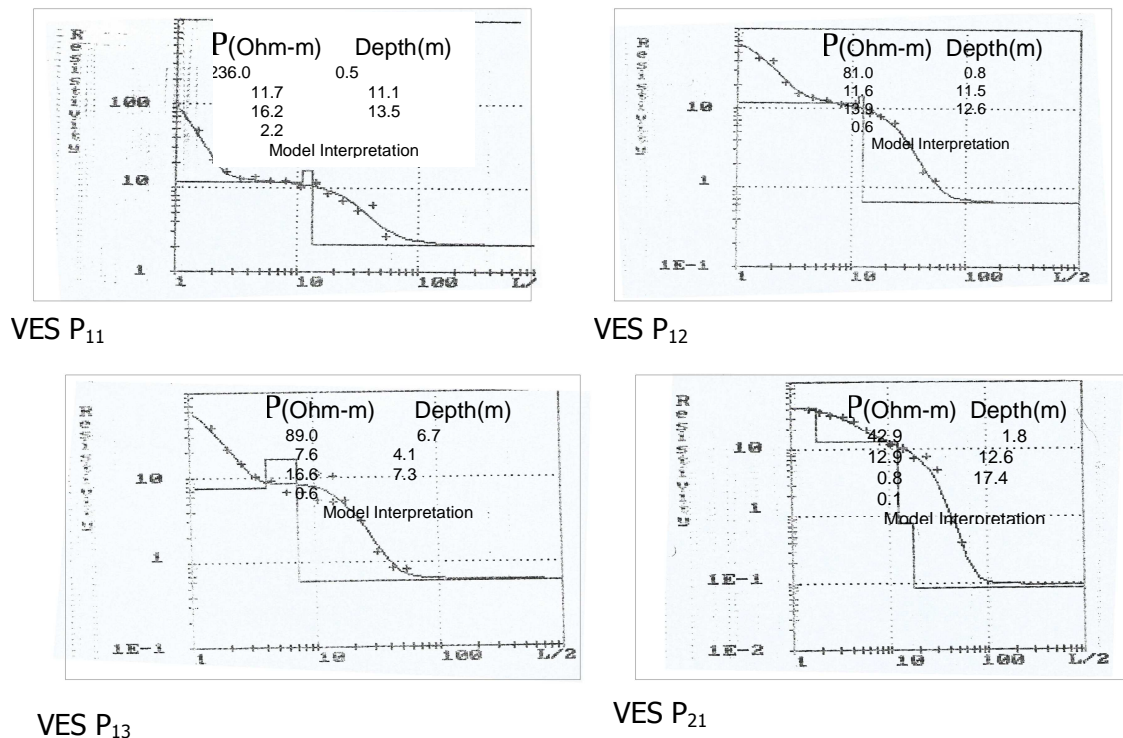 P(Ohm-m) Depth(m)
236.0 0.5
11.7 11.1
16.2 13.5
2.2
Model Interpretation
100
10
1
1 10 100 L/
VES P₁₁
P(Ohm-m) Depth(m)
81.0 0.8
11.6 11.5
13.9 12.6
0.6
Model Interpretation
10
1
1E-1
1 10 100 L/2
VES P₁₂
P(Ohm-m) Depth(m)
89.0 6.7
7.6 4.1
16.6 7.3
0.6
Model Interpretation
10
1
1E-1
1 10 100 L/2
VES P₁₃
P(Ohm-m) Depth(m)
42.9 1.8
12.9 12.6
0.8 17.4
0.1
Model Interpretation
10
1
1E-1
1E-2
1 10 100 L/2
VES P₂₁